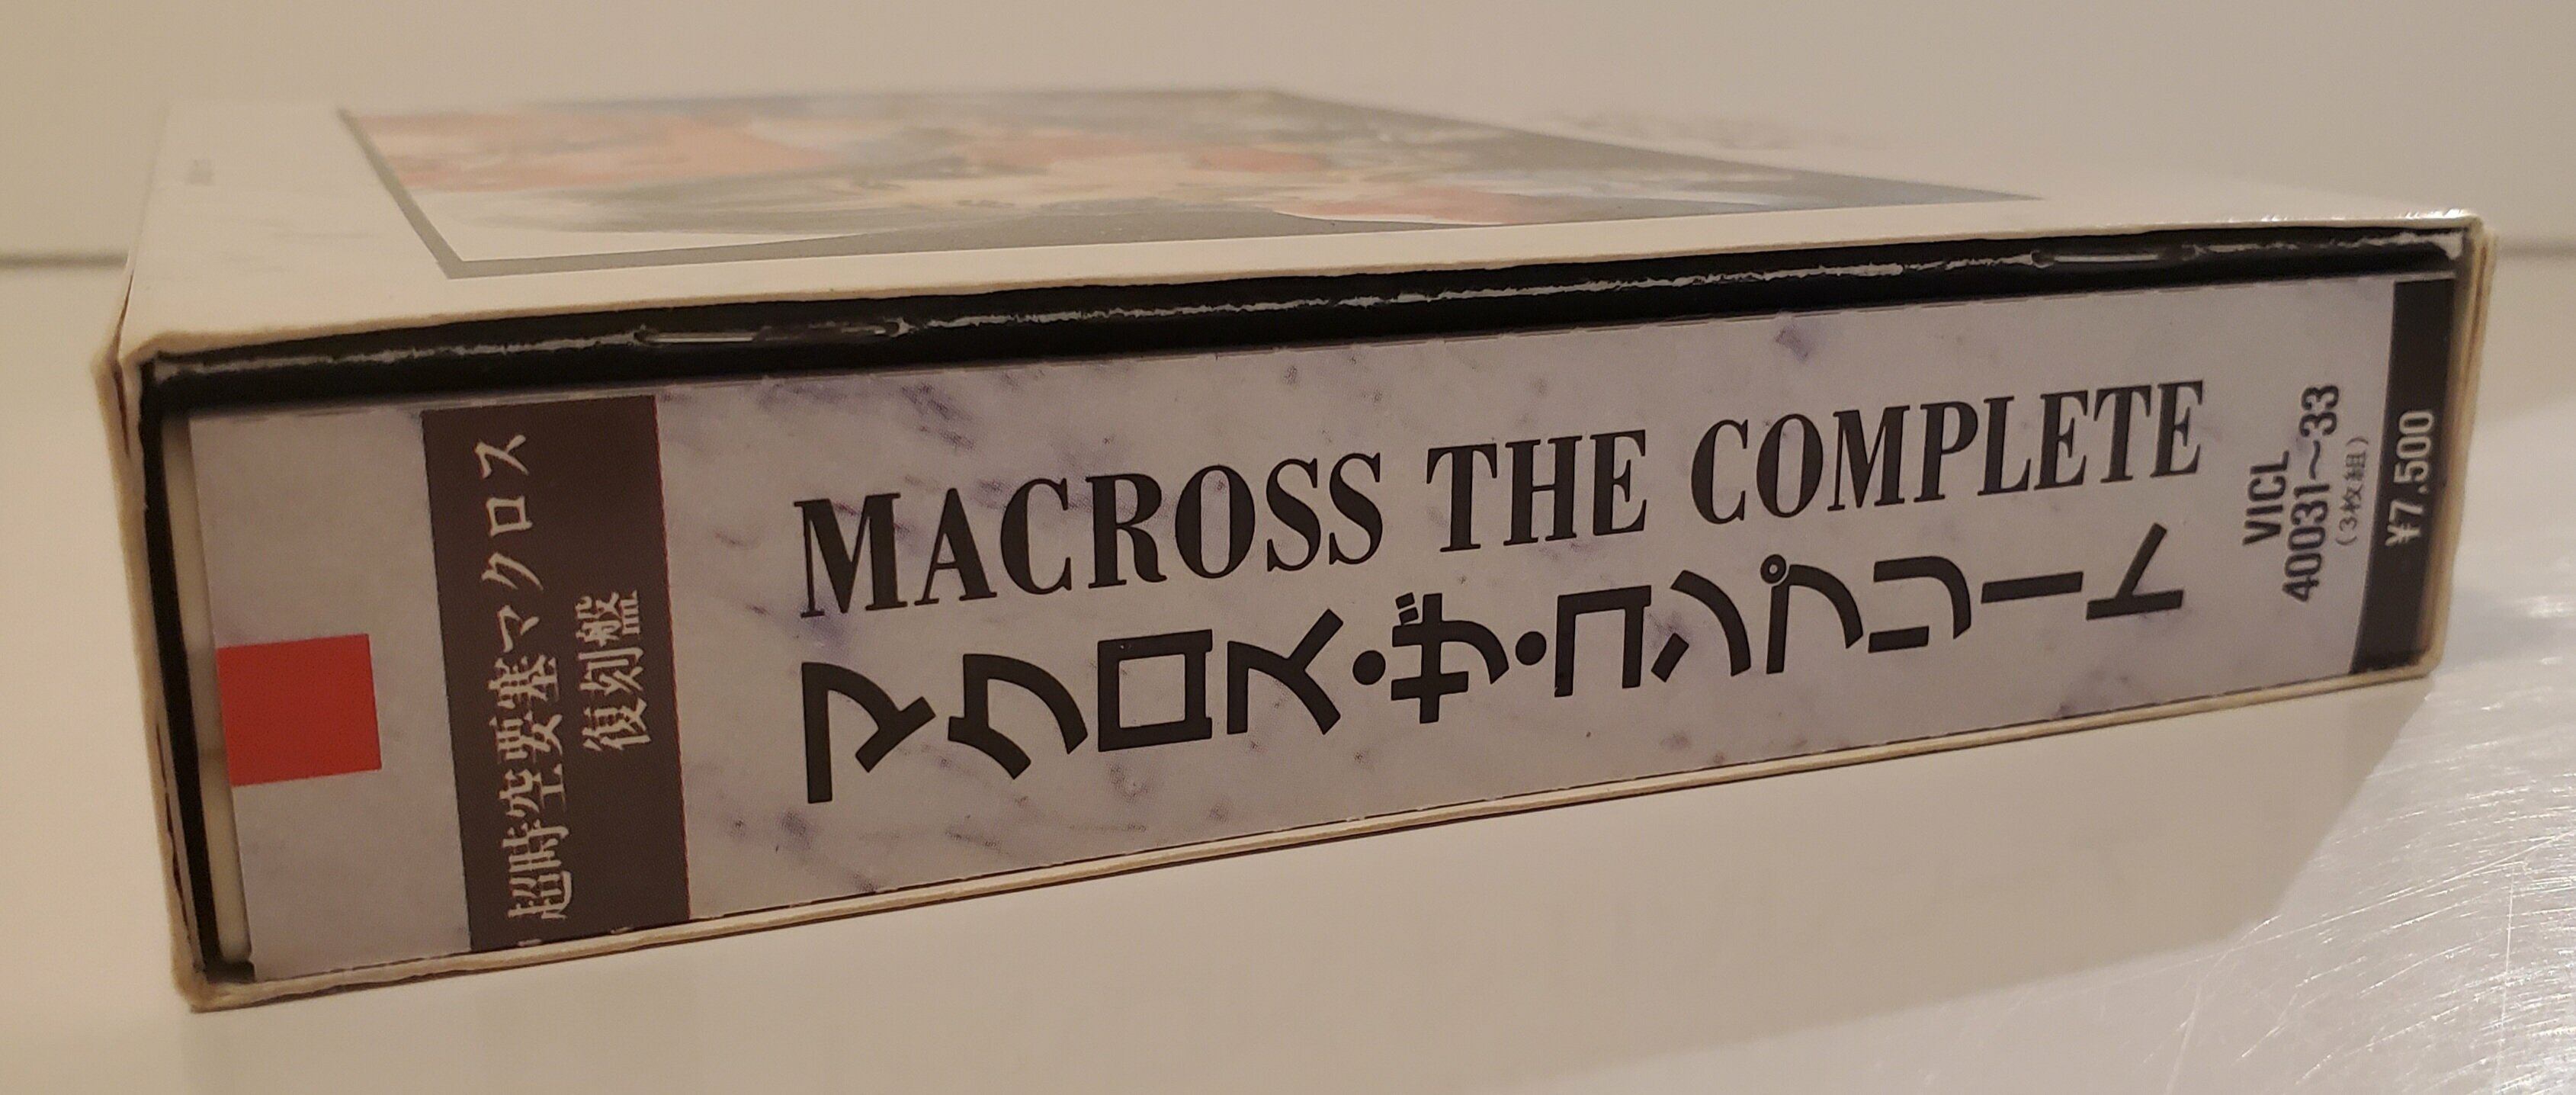 超時空要塞マクロス
復刻盤
MACROSS THE COMPLETE
マクロス・ザ・コンプリート
VICL
40031〜33
(3枚組)
¥7,500